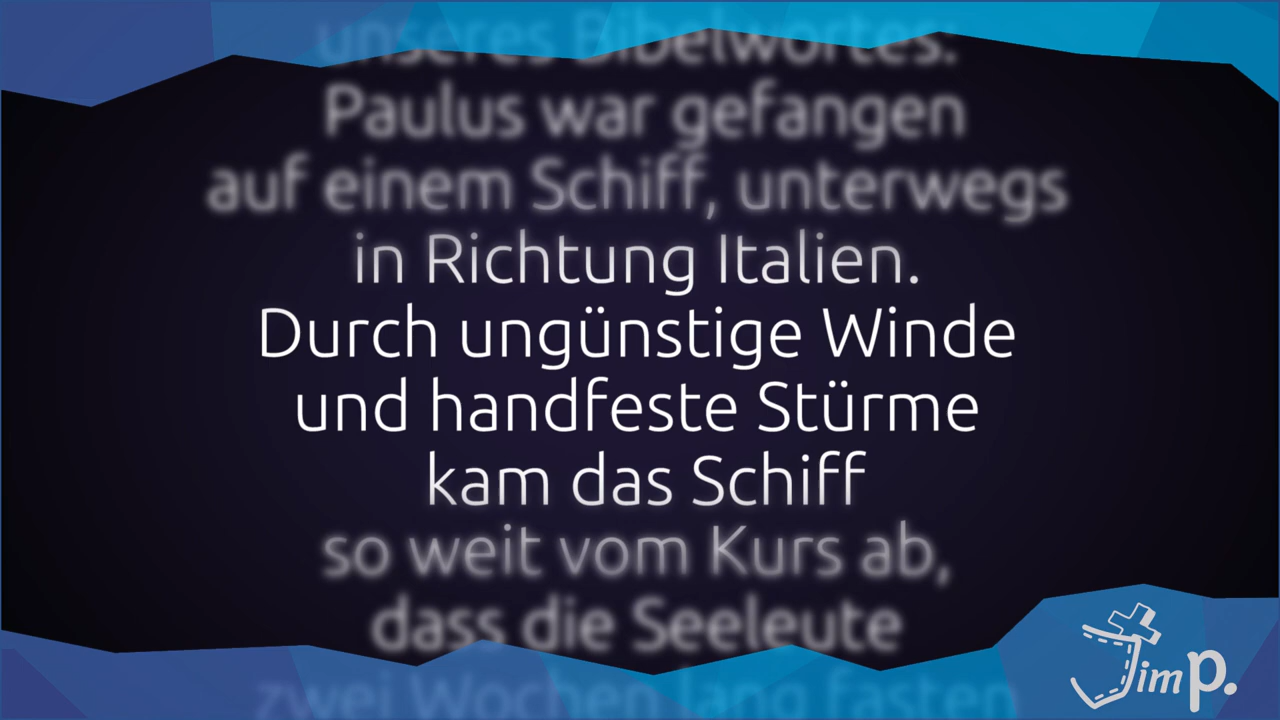 unseres Bibelwortes:
Paulus war gefangen
auf einem Schiff, unterwegs
in Richtung Italien.
Durch ungünstige Winde
und handfeste Stürme
kam das Schiff
so weit vom Kurs ab,
dass die Seeleute
zwei Wochen lang fasten
Jim P.